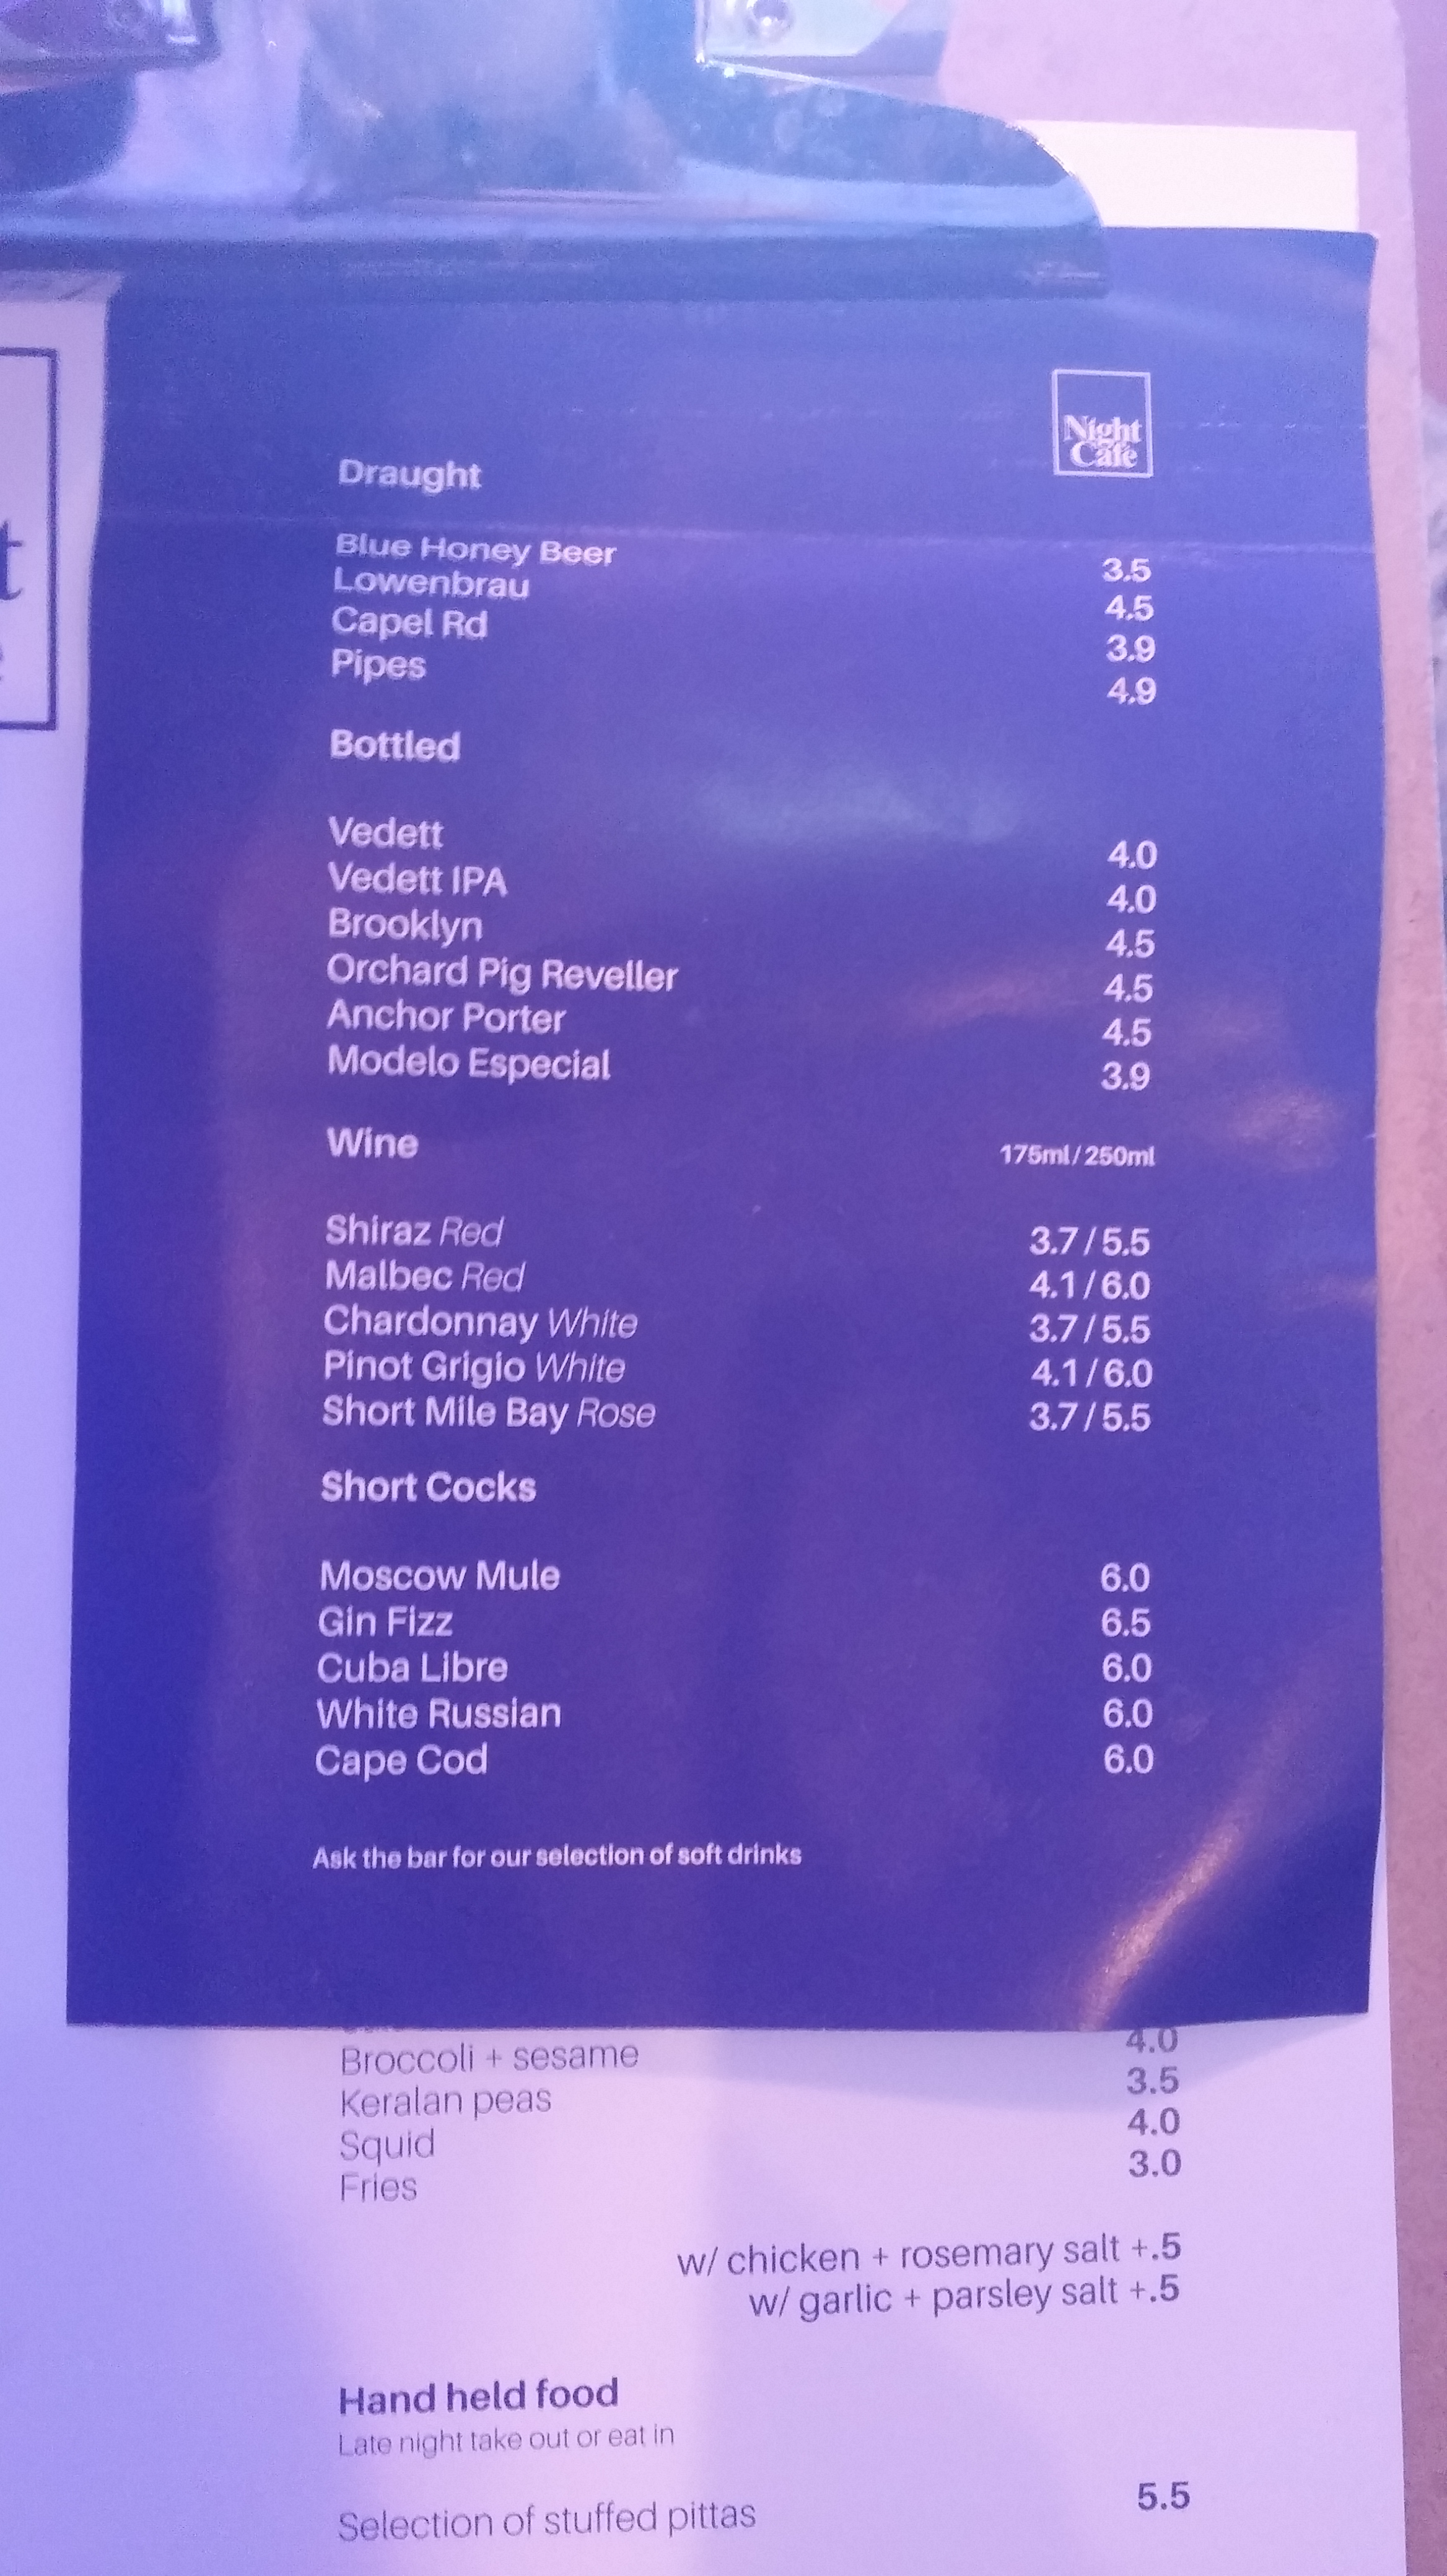 Night
Cafe
Draught
Blue Honey Beer 3.5
Lowenbrau 4.5
Capel Rd 3.9
Pipes 4.9
Bottled
Vedett 4.0
Vedett IPA 4.0
Brooklyn 4.5
Orchard Pig Reveller 4.5
Anchor Porter 4.5
Modelo Especial 3.9
Wine 175ml/250ml
Shiraz Red 3.7/5.5
Malbec Red 4.1/6.0
Chardonnay White 3.7/5.5
Pinot Grigio White 4.1/6.0
Short Mile Bay Rose 3.7/5.5
Short Cocks
Moscow Mule 6.0
Gin Fizz 6.5
Cuba Libre 6.0
White Russian 6.0
Cape Cod 6.0
Ask the bar for our selection of soft drinks
Broccoli + sesame 4.0
Keralan peas 3.5
Squid 4.0
Fries 3.0
w/ chicken + rosemary salt +.5
w/ garlic + parsley salt +.5
Hand held food
Late night take out or eat in
Selection of stuffed pittas 5.5